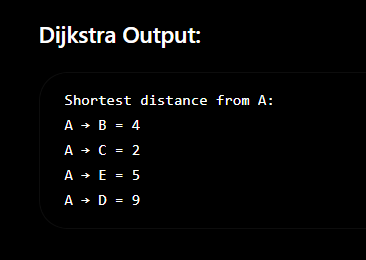 Dijkstra Output:
Shortest distance from A:
A → B = 4
A → C = 2
A → E = 5
A → D = 9